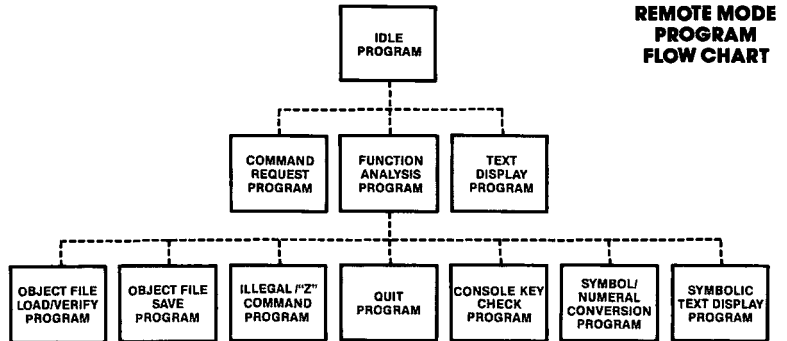 REMOTE MODE
PROGRAM
FLOW CHART
IDLE
PROGRAM
COMMAND
REQUEST
PROGRAM
FUNCTION
ANALYSIS
PROGRAM
TEXT
DISPLAY
PROGRAM
OBJECT FILE
LOAD/VERIFY
PROGRAM
OBJECT FILE
SAVE
PROGRAM
ILLEGAL/"Z"
COMMAND
PROGRAM
QUIT
PROGRAM
CONSOLE KEY
CHECK
PROGRAM
SYMBOL/
NUMERAL
CONVERSION
PROGRAM
SYMBOLIC
TEXT DISPLAY
PROGRAM